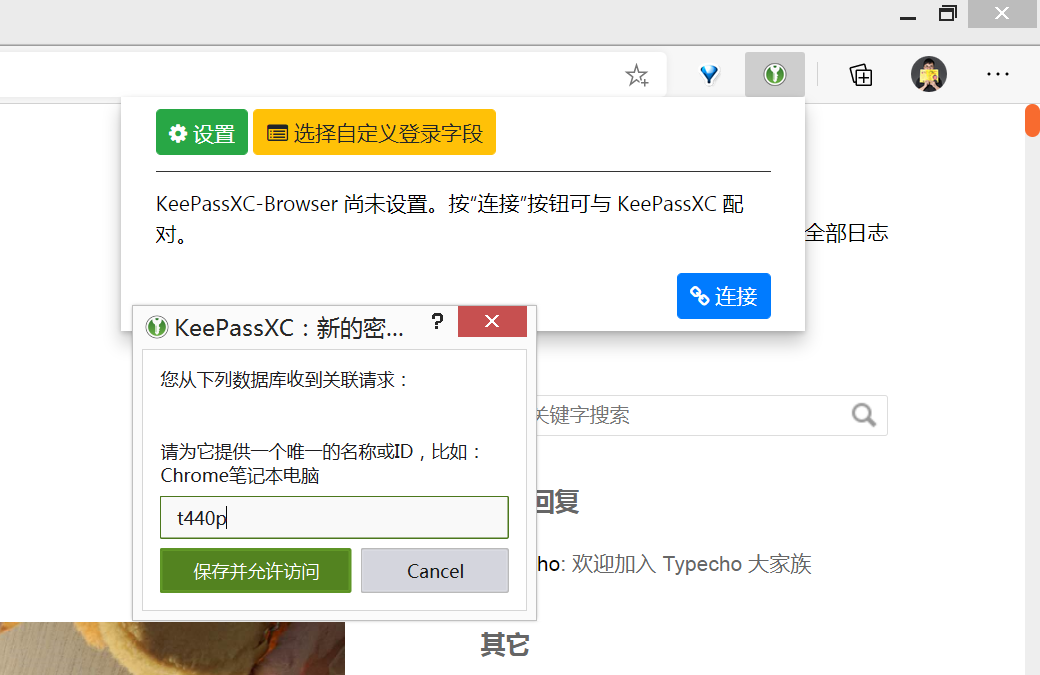 设置 选择自定义登录字段
KeePassXC-Browser 尚未设置。按“连接”按钮可与 KeePassXC 配
对。
全部日志
连接
KeePassXC：新的密...
您从下列数据库收到关联请求：
关键字搜索
请为它提供一个唯一的名称或ID，比如：
Chrome笔记本电脑
回复
t440p
保存并允许访问 Cancel
ho: 欢迎加入 Typecho 大家族
其它